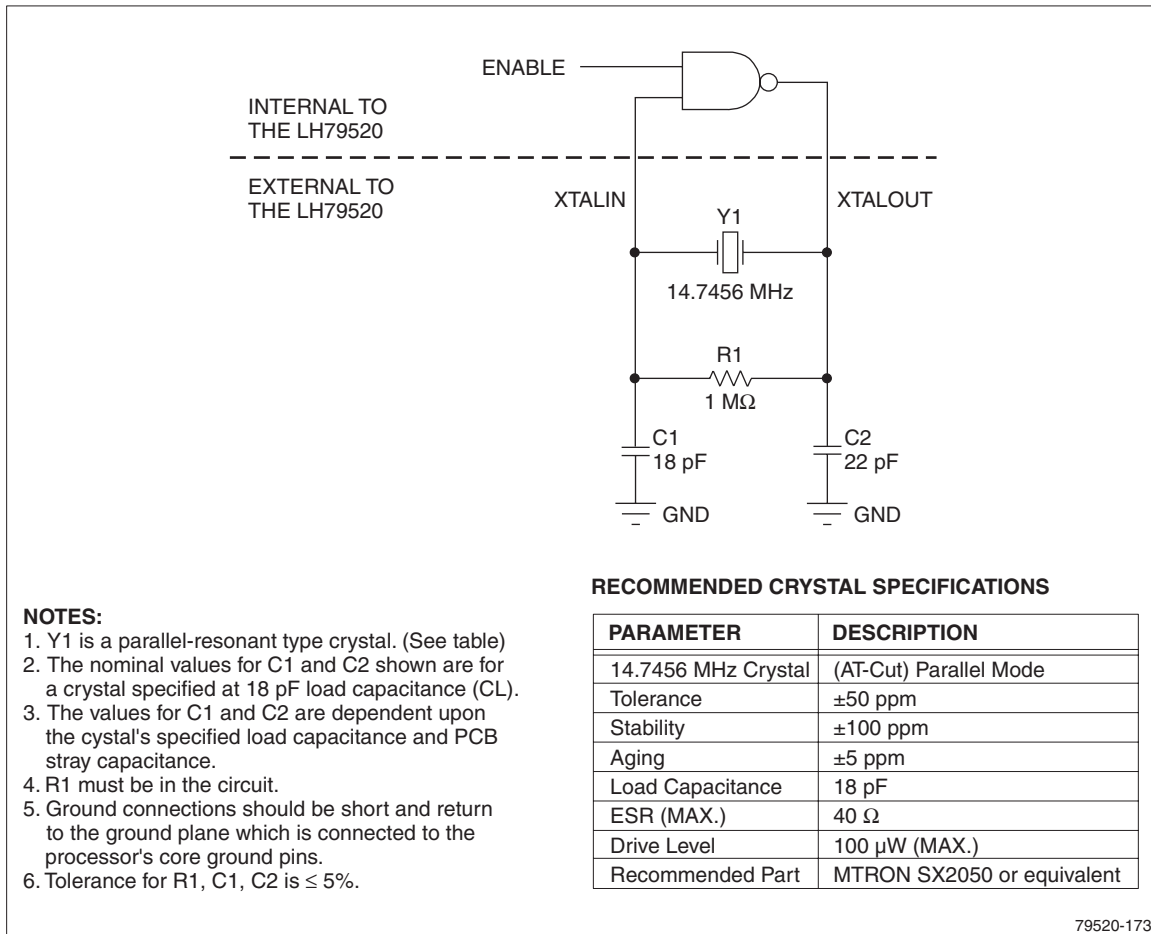 ENABLE
INTERNAL TO
THE LH79520
EXTERNAL TO
THE LH79520
XTALIN
XTALOUT
Y1
14.7456 MHz
R1
1 MΩ
C1
18 pF
C2
22 pF
GND
GND
NOTES:
1. Y1 is a parallel-resonant type crystal. (See table)
2. The nominal values for C1 and C2 shown are for
a crystal specified at 18 pF load capacitance (CL).
3. The values for C1 and C2 are dependent upon
the cystal's specified load capacitance and PCB
stray capacitance.
4. R1 must be in the circuit.
5. Ground connections should be short and return
to the ground plane which is connected to the
processor's core ground pins.
6. Tolerance for R1, C1, C2 is ≤ 5%.
RECOMMENDED CRYSTAL SPECIFICATIONS
PARAMETER DESCRIPTION
14.7456 MHz Crystal (AT-Cut) Parallel Mode
Tolerance ±50 ppm
Stability ±100 ppm
Aging ±5 ppm
Load Capacitance 18 pF
ESR (MAX.) 40 Ω
Drive Level 100 µW (MAX.)
Recommended Part MTRON SX2050 or equivalent
79520-173